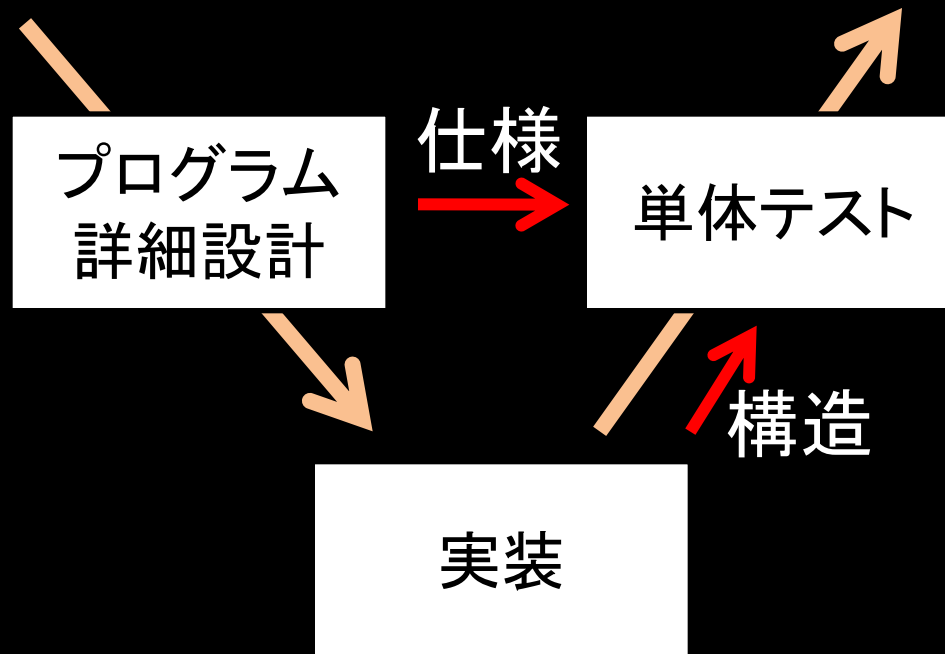 プログラム
詳細設計
仕様
単体テスト
構造
実装